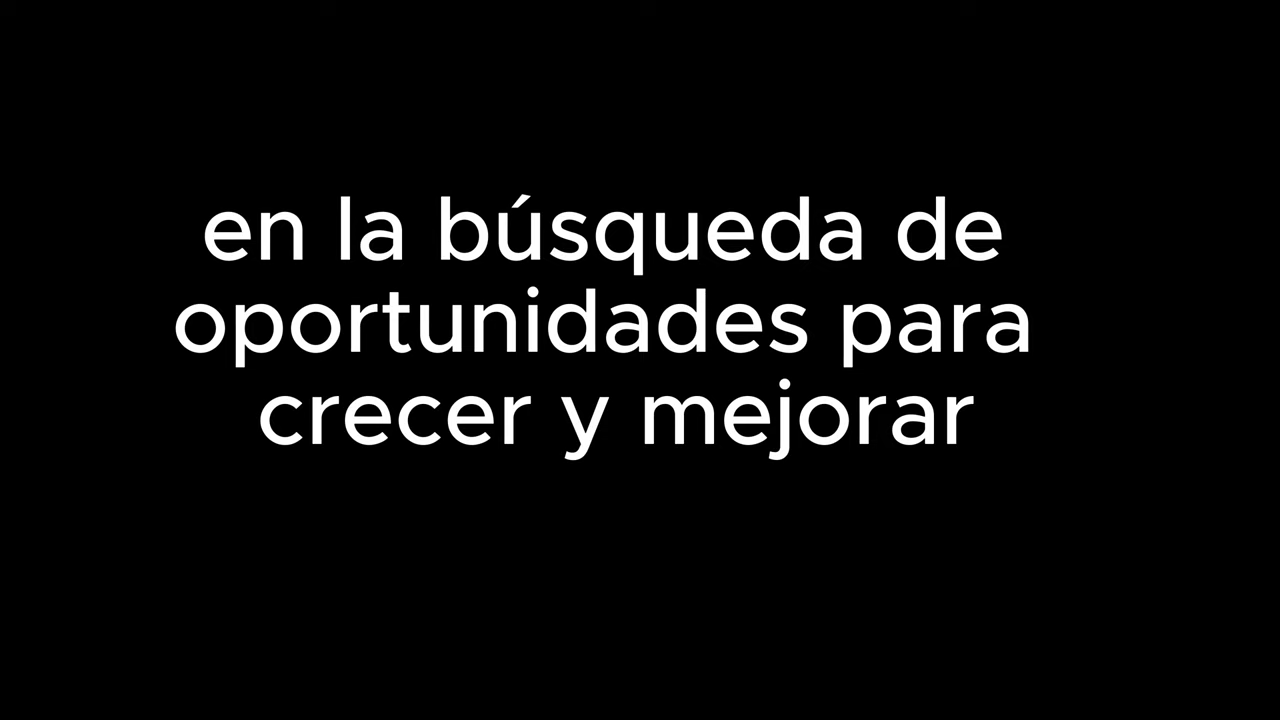 en la búsqueda de
oportunidades para
crecer y mejorar